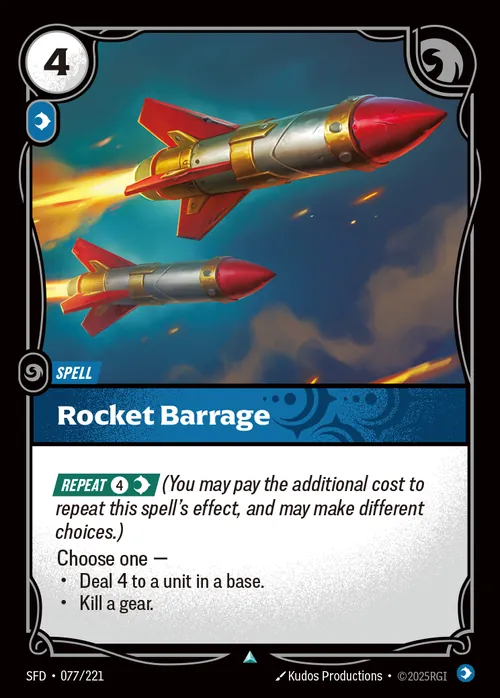 4
SPELL
Rocket Barrage
REPEAT 4 (You may pay the additional cost to
repeat this spell's effect, and may make different
choices.)
Choose one —
• Deal 4 to a unit in a base.
• Kill a gear.
SFD • 077/221
Kudos Productions • ©2025RGI